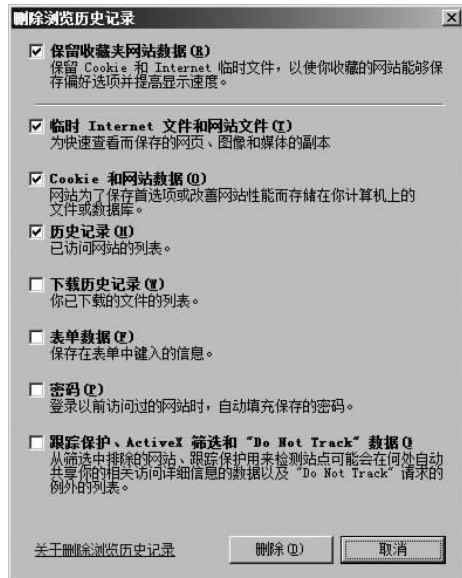 删除浏览历史记录
保留收藏夹网站数据(R)
保留 Cookie 和 Internet 临时文件，以使你收藏的网站能够保
存偏好选项并提高显示速度。
临时 Internet 文件和网站文件(T)
为快速查看而保存的网页、图像和媒体的副本
Cookie 和网站数据(O)
网站为了保存首选项或改善网站性能而存储在你计算机上的
文件或数据库。
历史记录(H)
已访问网站的列表。
下载历史记录(W)
你已下载的文件的列表。
表单数据(F)
保存在表单中键入的信息。
密码(P)
登录以前访问过的网站时，自动填充保存的密码。
跟踪保护、ActiveX 筛选和 “Do Not Track” 数据(
从筛选中排除的网站、跟踪保护用来检测站点可能会在何处自动
共享你的相关访问详细信息的数据以及 “Do Not Track” 请求的
例外的列表。
关于删除浏览历史记录
删除(D)
取消